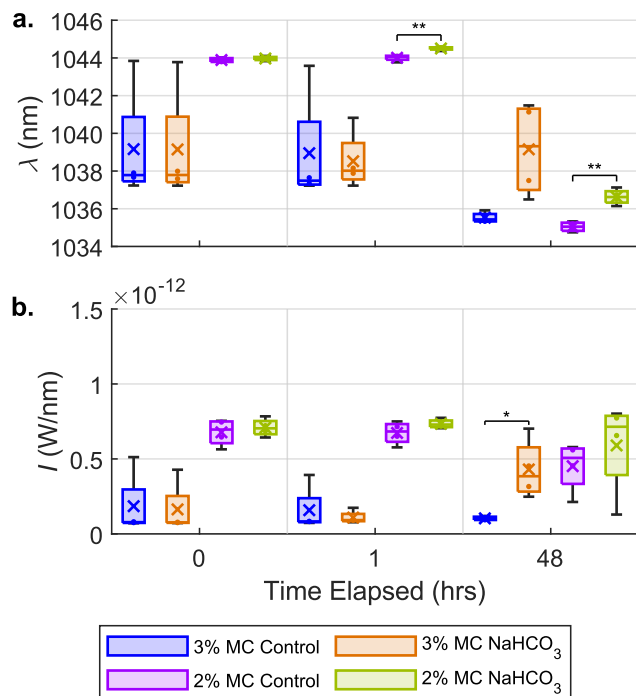 a.
1046
1044
1042
1040
1038
1036
1034
λ (nm)
**
**
b.
×10⁻¹²
1.5
1
0.5
0
I (W/nm)
*
0 1 48
Time Elapsed (hrs)
3% MC Control 3% MC NaHCO₃
2% MC Control 2% MC NaHCO₃